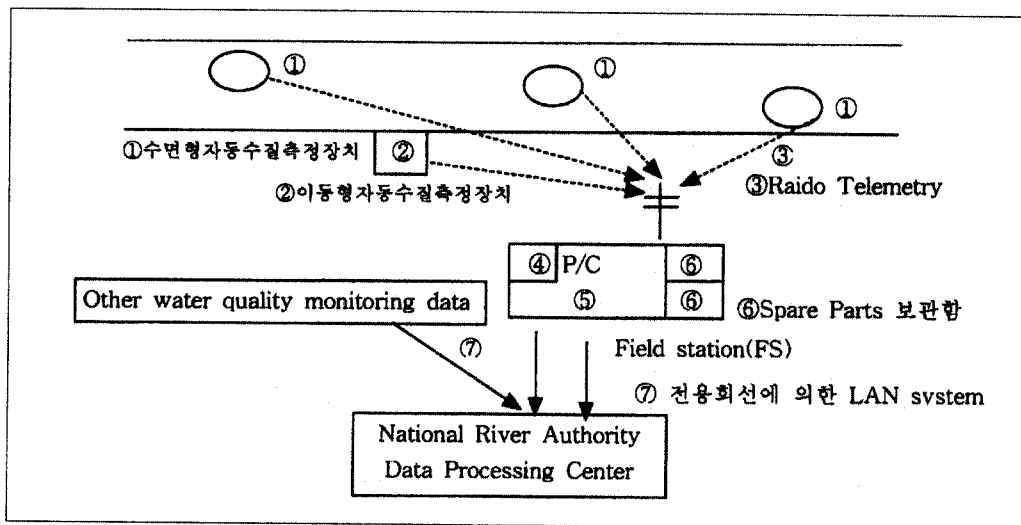 ①
①
①
①수면형자동수질측정장치
②
③
②이동형자동수질측정장치
③Raido Telemetry
④ P/C
⑥
Other water quality monitoring data
⑤
⑥
⑥Spare Parts 보관함
⑦
Field station(FS)
⑦ 전용회선에 의한 LAN system
National River Authority
Data Processing Center